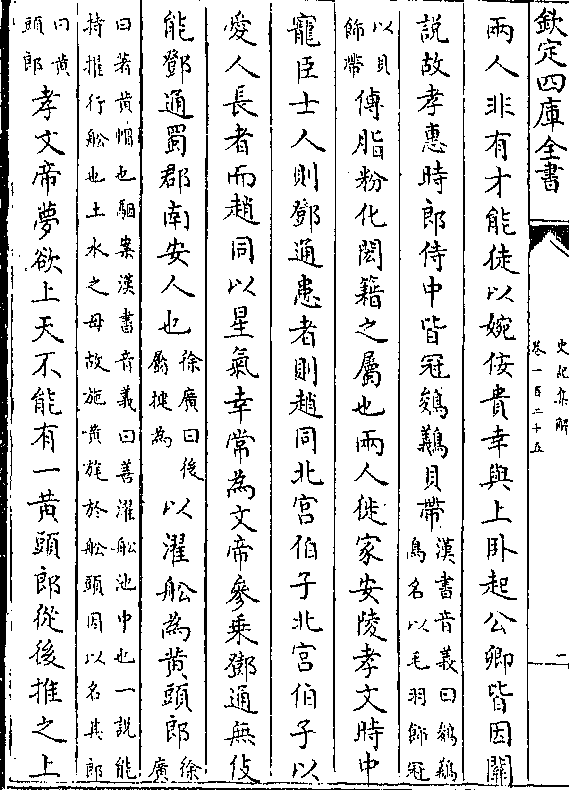 欽定四庫全書
史記集解
卷一百二十五
二
兩人非有才能徒以婉佞貴幸與上卧起公卿皆因關
説故孝惠時郎侍中皆冠鵕鸃貝帶漢書音義曰鵕鸃鳥名以毛羽飾冠
以貝飾帶傅脂粉化閎籍之屬也兩人徙家安陵孝文時中
寵臣士人則鄧通患者則趙同北宫伯子北宫伯子以
愛人長者而趙同以星氣幸常為文帝參乘鄧通無伎
能鄧通蜀郡南安人也徐廣曰後屬犍為以濯舩為黄頭郎徐廣
曰著黄帽也駰案漢書音義曰善濯舩池中也一説能
持推行舩也土水之母故施黄旄於舩頭因以名其郎
曰黄頭郎孝文帝夢欲上天不能有一黄頭郎從後推之上